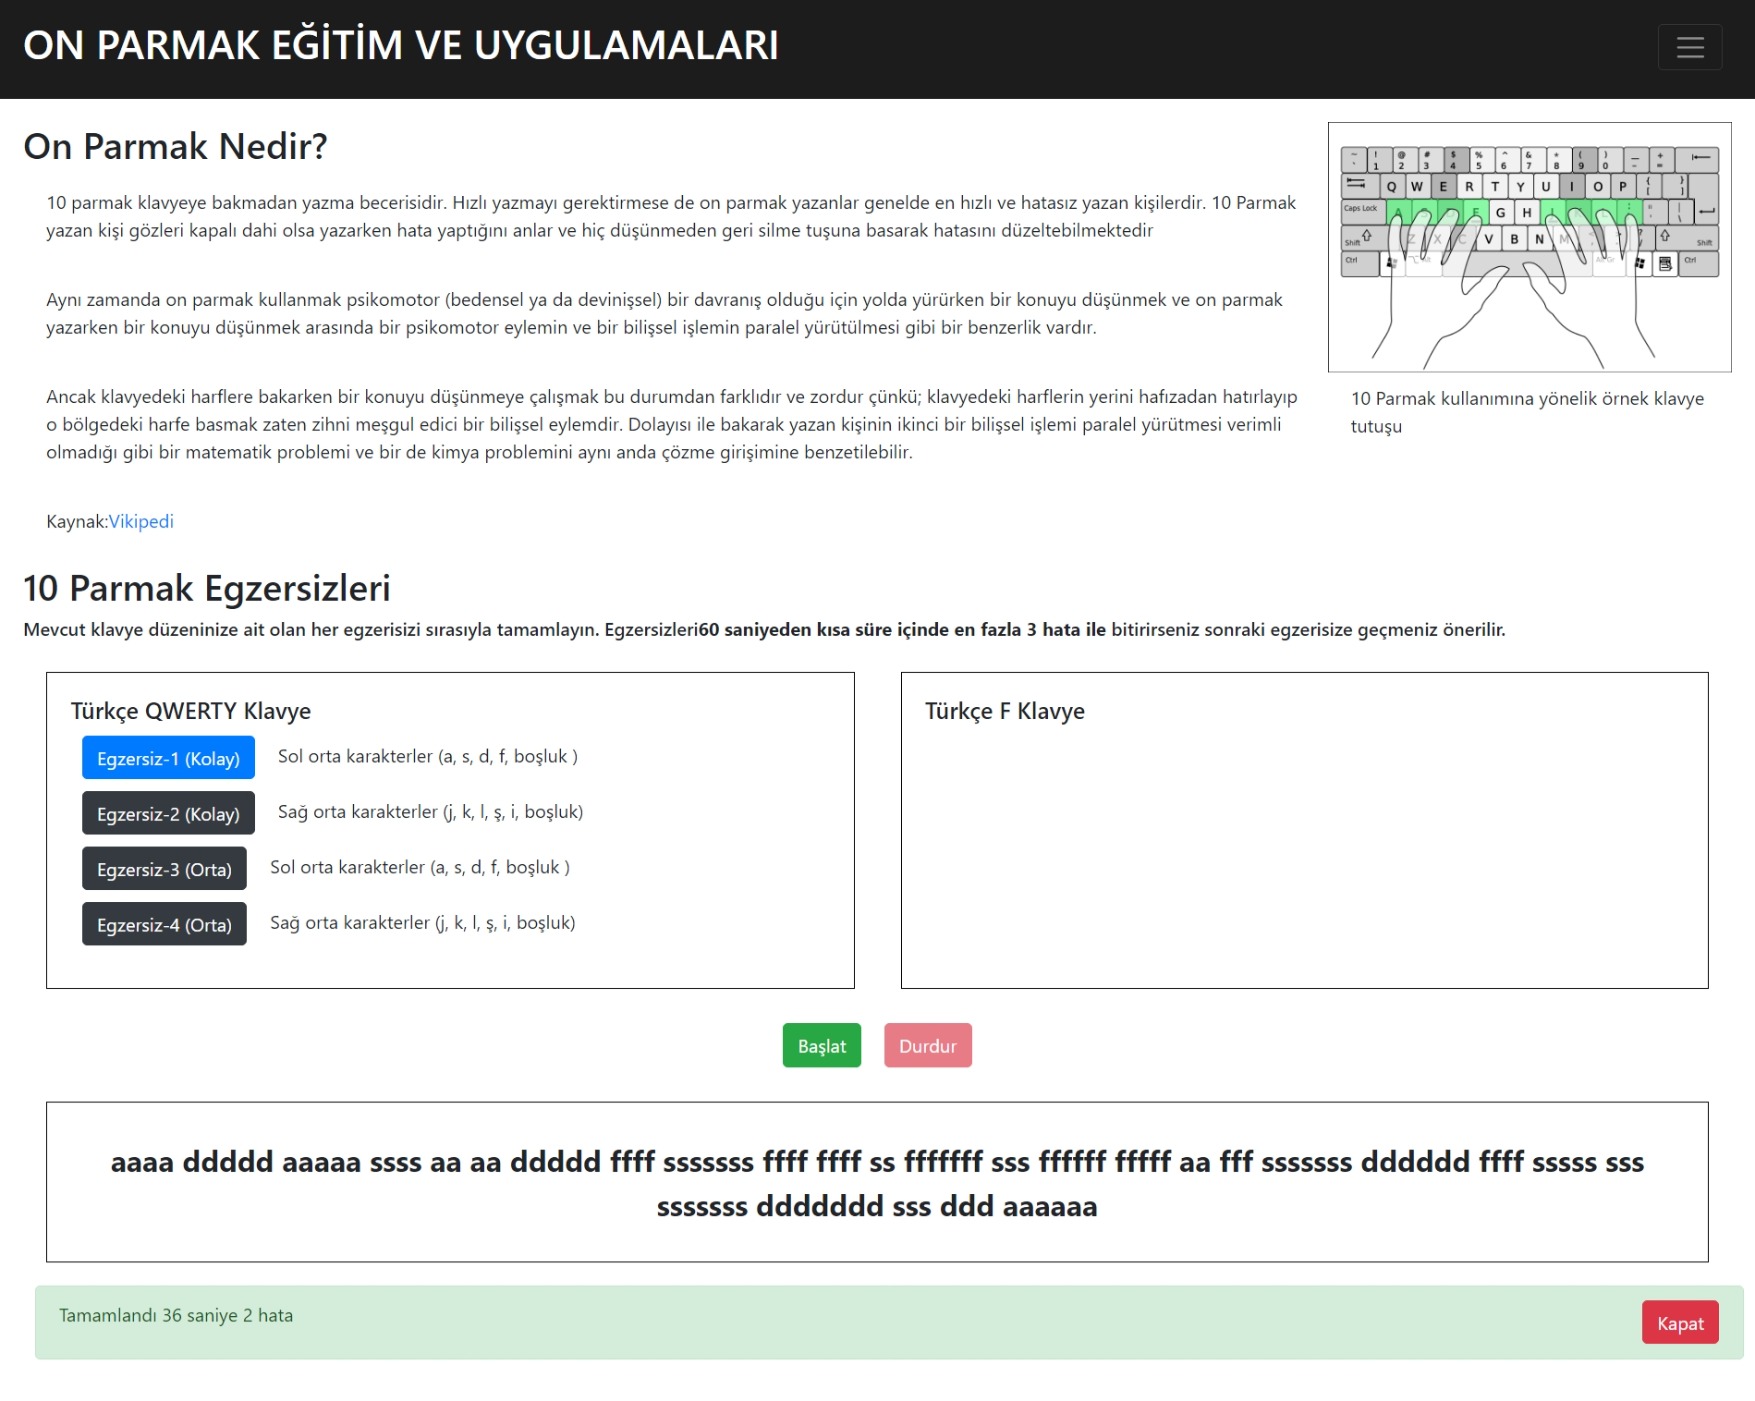 ON PARMAK EĞİTİM VE UYGULAMALARI
On Parmak Nedir?
10 parmak klavyeye bakmadan yazma becerisidir. Hızlı yazmayı gerektirmese de on parmak yazanlar genelde en hızlı ve hatasız yazan kişilerdir. 10 Parmak
yazan kişi gözleri kapalı dahi olsa yazarken hata yaptığını anlar ve hiç düşünmeden geri silme tuşuna basarak hatasını düzeltebilmektedir
Aynı zamanda on parmak kullanmak psikomotor (bedensel ya da devinişsel) bir davranış olduğu için yolda yürürken bir konuyu düşünmek ve on parmak
yazarken bir konuyu düşünmek arasında bir psikomotor eylemin ve bir bilişsel işlemin paralel yürütülmesi gibi bir benzerlik vardır.
Ancak klavyedeki harflere bakarken bir konuyu düşünmeye çalışmak bu durumdan farklıdır ve zordur çünkü; klavyedeki harflerin yerini hafızadan hatırlayıp
o bölgedeki harfe basmak zaten zihni meşgul edici bir bilişsel eylemdir. Dolayısı ile bakarak yazan kişinin ikinci bir bilişsel işlemi paralel yürütmesi verimli
olmadığı gibi bir matematik problemi ve bir de kimya problemini aynı anda çözme girişimine benzetilebilir.
Kaynak:Vikipedi
1 2 3 4 5 6 7 8 9 0
Q W E R T Y U I O P
Caps Lock A S D F G H J K L
Shift Z X C V B N M Shift
Ctrl Alt Alt Gr Ctrl
10 Parmak kullanımına yönelik örnek klavye
tutuşu
10 Parmak Egzersizleri
Mevcut klavye düzeninize ait olan her egzerisizi sırasıyla tamamlayın. Egzersizleri60 saniyeden kısa süre içinde en fazla 3 hata ile bitirirseniz sonraki egzerisize geçmeniz önerilir.
Türkçe QWERTY Klavye
Egzersiz-1 (Kolay) Sol orta karakterler (a, s, d, f, boşluk )
Egzersiz-2 (Kolay) Sağ orta karakterler (j, k, l, ş, i, boşluk)
Egzersiz-3 (Orta) Sol orta karakterler (a, s, d, f, boşluk )
Egzersiz-4 (Orta) Sağ orta karakterler (j, k, l, ş, i, boşluk)
Türkçe F Klavye
Başlat Durdur
aaaa ddddd aaaaa ssss aa aa ddddd ffff sssssss ffff ffff ss fffffff sss ffffff fffff aa fff sssssss dddddd ffff sssss sss
sssssss ddddddd sss ddd aaaaaa
Tamamlandı 36 saniye 2 hata
Kapat